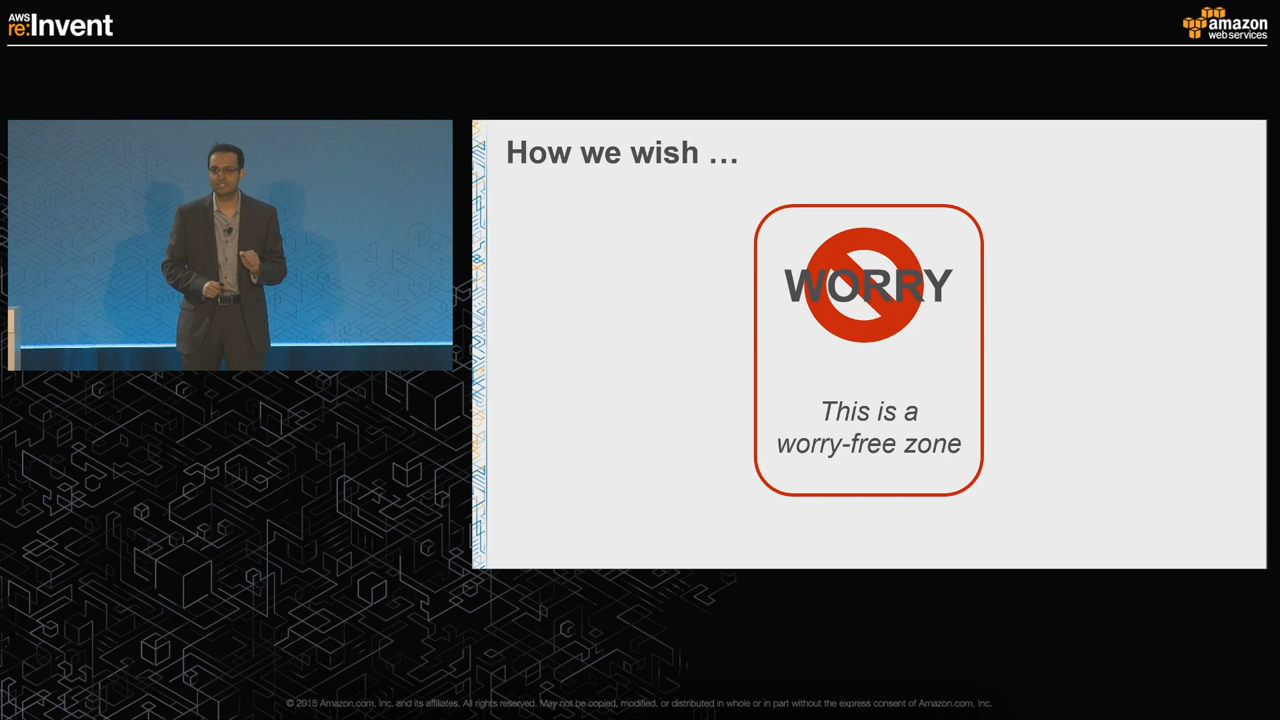 AWS
re:Invent
amazon
web services
How we wish …
WORRY
This is a
worry-free zone
© 2015 Amazon.com, Inc. and its affiliates. All rights reserved. May not be copied, modified, or distributed in whole or in part without the express consent of Amazon.com, Inc.